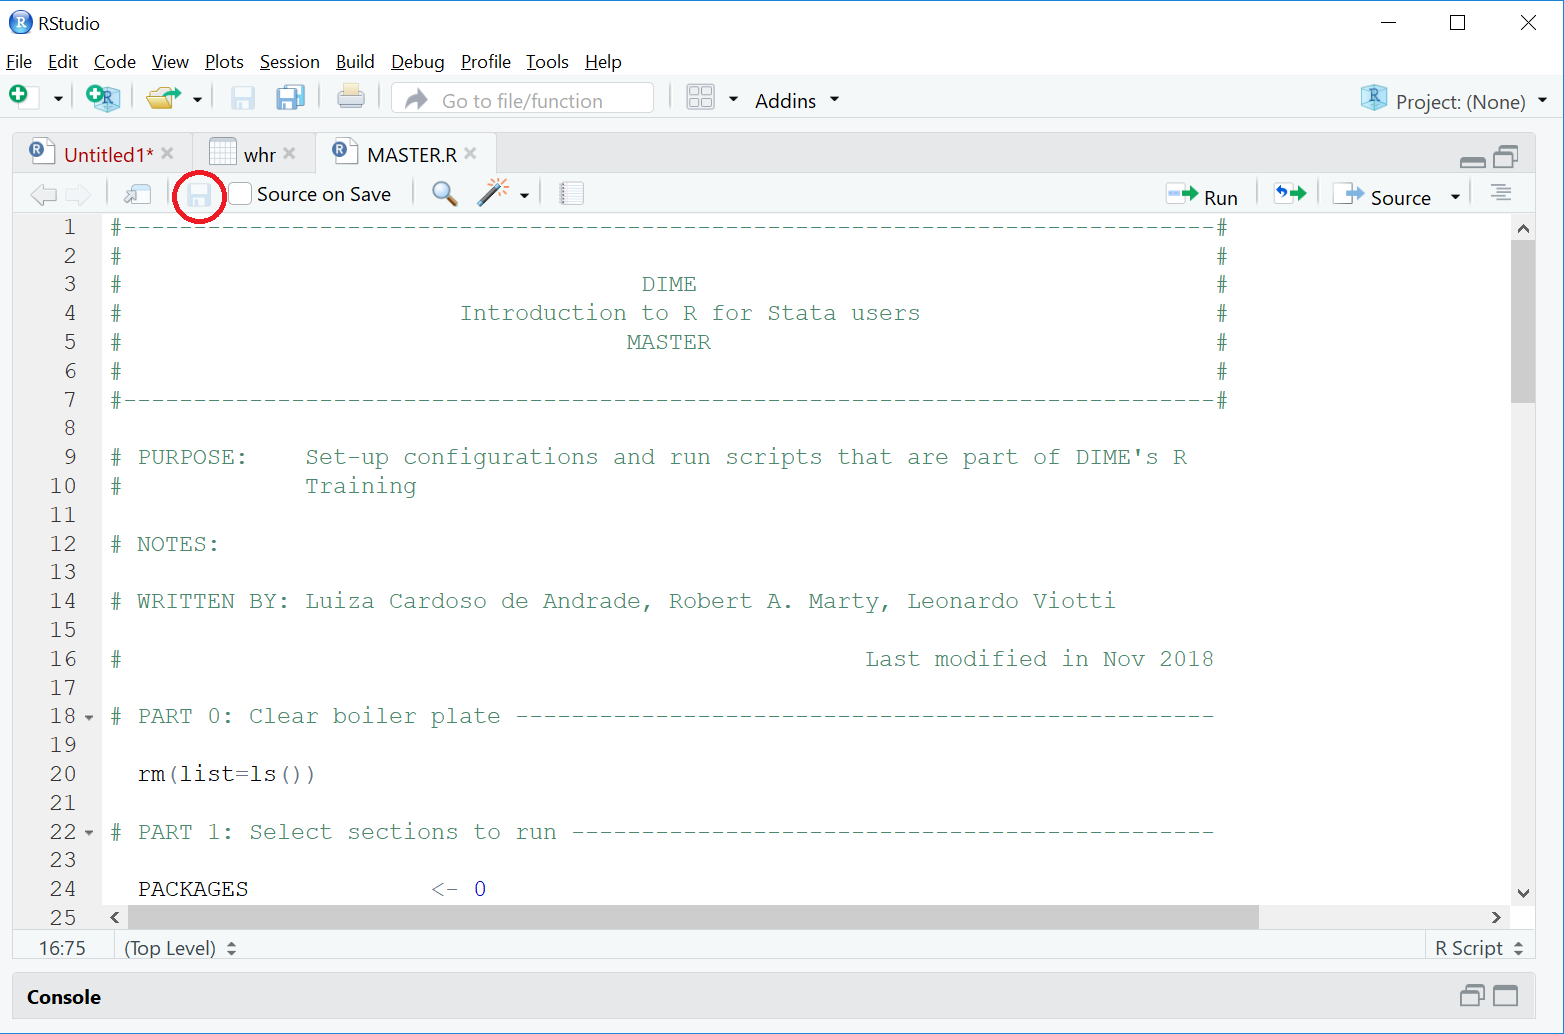 RStudio
File Edit Code View Plots Session Build Debug Profile Tools Help
Go to file/function Addins Project: (None)
Untitled1* whr MASTER.R
Source on Save Run Source
1 #------------------------------------------------------------------------------#
2 # #
3 # DIME #
4 # Introduction to R for Stata users #
5 # MASTER #
6 # #
7 #------------------------------------------------------------------------------#
8
9 # PURPOSE: Set-up configurations and run scripts that are part of DIME's R
10 # Training
11
12 # NOTES:
13
14 # WRITTEN BY: Luiza Cardoso de Andrade, Robert A. Marty, Leonardo Viotti
15
16 # Last modified in Nov 2018
17
18 # PART 0: Clear boiler plate --------------------------------------------------
19
20 rm(list=ls())
21
22 # PART 1: Select sections to run ----------------------------------------------
23
24 PACKAGES <- 0
25
16:75 (Top Level) R Script
Console